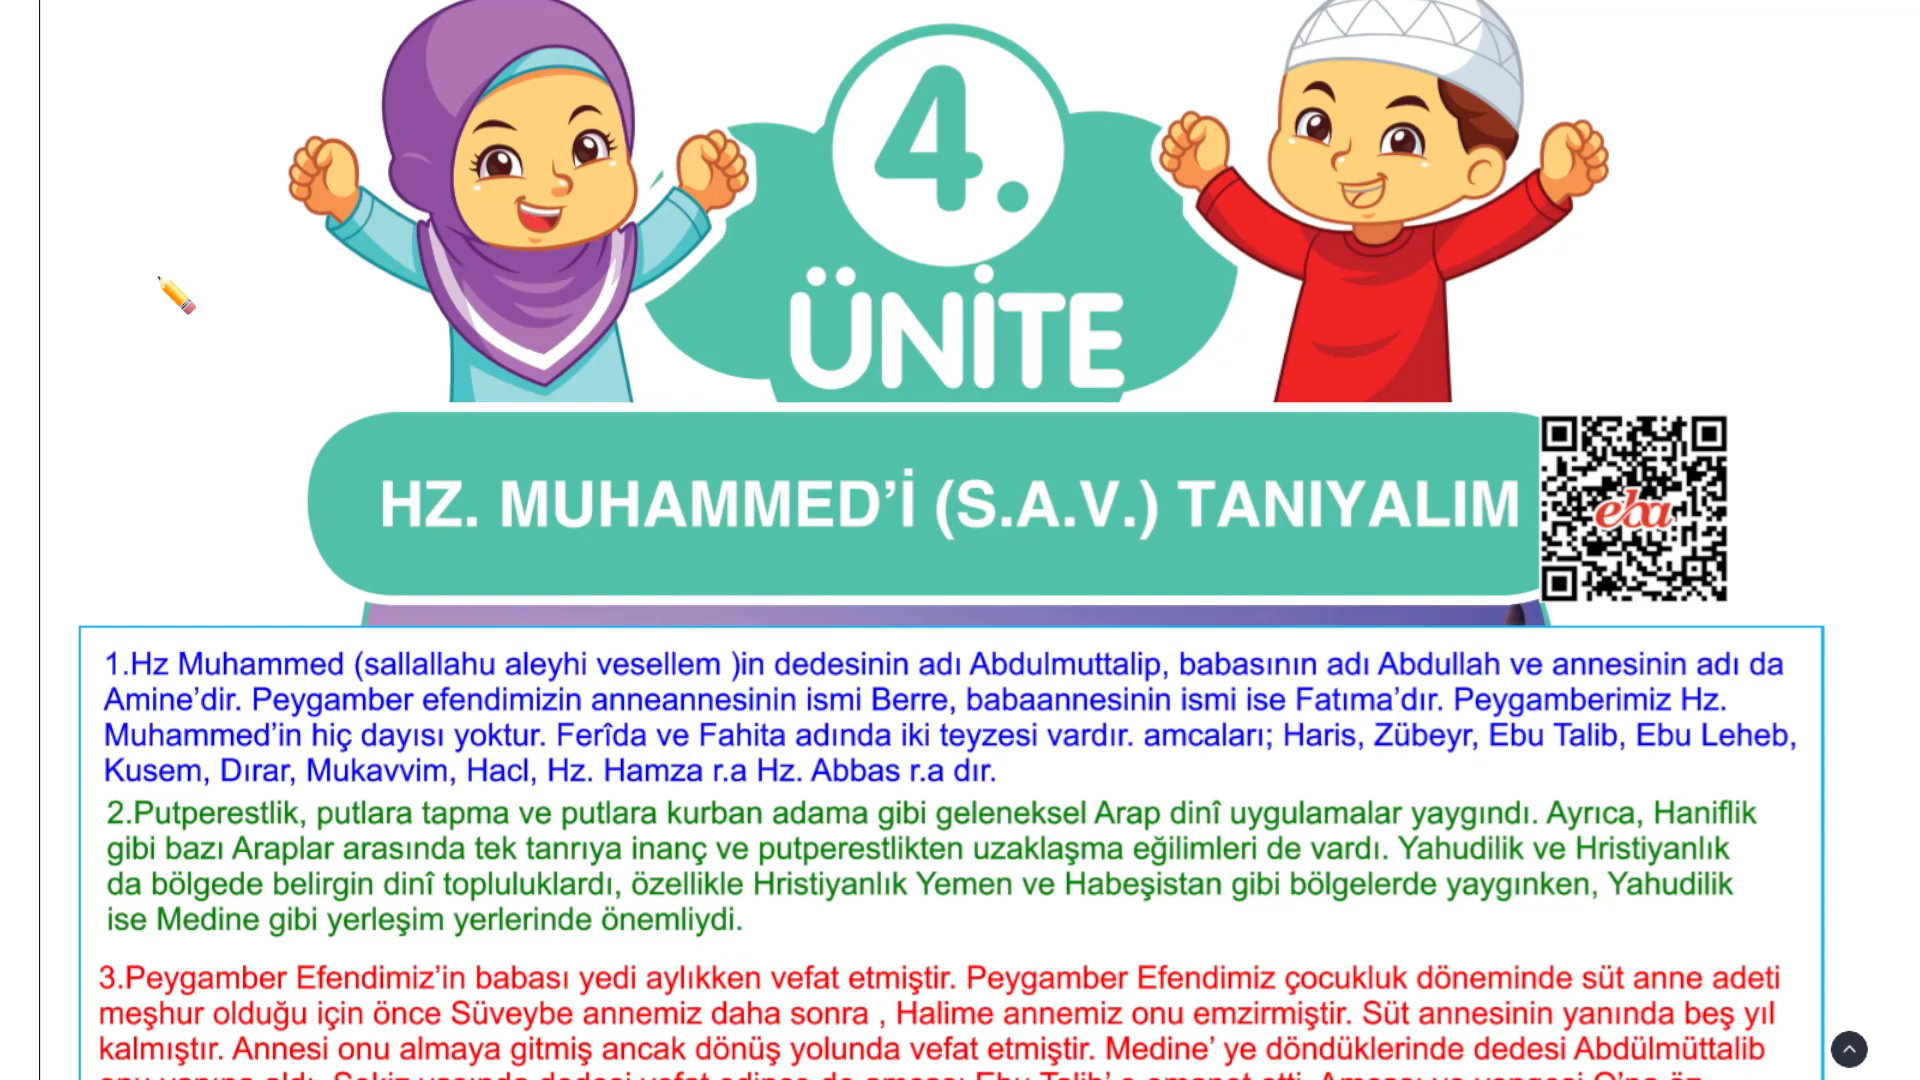 4.
ÜNİTE
HZ. MUHAMMED’İ (S.A.V.) TANIYALIM
eba
1.Hz Muhammed (sallallahu aleyhi vesellem )in dedesinin adı Abdulmuttalip, babasının adı Abdullah ve annesinin adı da
Amine’dir. Peygamber efendimizin anneannesinin ismi Berre, babaannesinin ismi ise Fatıma’dır. Peygamberimiz Hz.
Muhammed’in hiç dayısı yoktur. Ferîda ve Fahita adında iki teyzesi vardır. amcaları; Haris, Zübeyr, Ebu Talib, Ebu Leheb,
Kusem, Dırar, Mukavvim, Hacl, Hz. Hamza r.a Hz. Abbas r.a dır.
2.Putperestlik, putlara tapma ve putlara kurban adama gibi geleneksel Arap dinî uygulamalar yaygındı. Ayrıca, Haniflik
gibi bazı Araplar arasında tek tanrıya inanç ve putperestlikten uzaklaşma eğilimleri de vardı. Yahudilik ve Hristiyanlık
da bölgede belirgin dinî topluluklardı, özellikle Hristiyanlık Yemen ve Habeşistan gibi bölgelerde yaygınken, Yahudilik
ise Medine gibi yerleşim yerlerinde önemliydi.
3.Peygamber Efendimiz’in babası yedi aylıkken vefat etmiştir. Peygamber Efendimiz çocukluk döneminde süt anne adeti
meşhur olduğu için önce Süveybe annemiz daha sonra , Halime annemiz onu emzirmiştir. Süt annesinin yanında beş yıl
kalmıştır. Annesi onu almaya gitmiş ancak dönüş yolunda vefat etmiştir. Medine’ ye döndüklerinde dedesi Abdülmüttalib